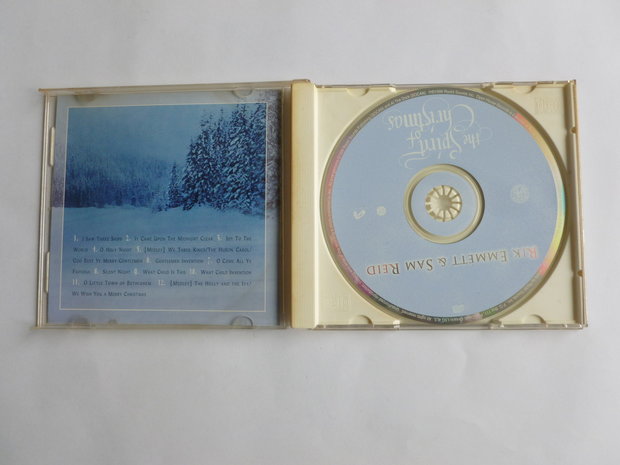 1. I Saw Three Ships 2. It Came Upon The Midnight Clear 3. Joy To The
World 4. O Holy Night 5. [Medley] We Three Kings/The Huron Carol/
God Rest Ye Merry Gentlemen 6. Gentlemen Invention 7. O Come All Ye
Faithful 8. Silent Night 9. What Child Is This 10. What Child Invention
11. O Little Town of Bethlehem 12. [Medley] The Holly and the Ivy/
We Wish You a Merry Christmas
the Spirit
of
Christmas
Rik Emmett & Sam Reid